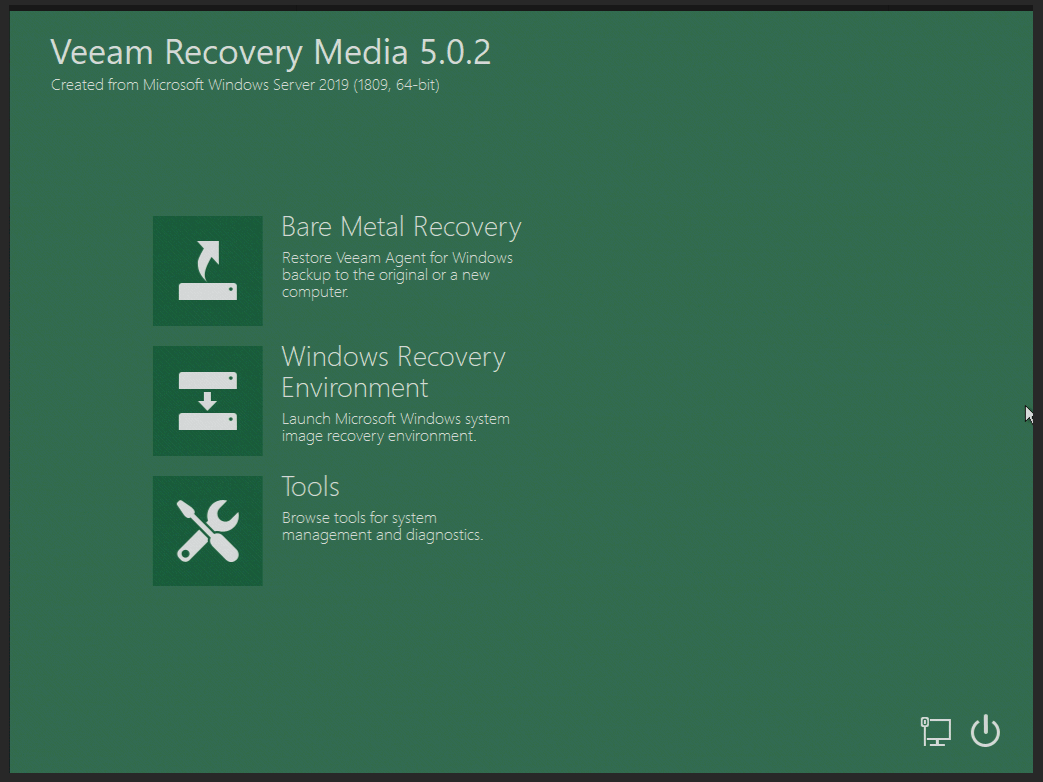 Veeam Recovery Media 5.0.2
Created from Microsoft Windows Server 2019 (1809, 64-bit)
Bare Metal Recovery
Restore Veeam Agent for Windows
backup to the original or a new
computer.
Windows Recovery
Environment
Launch Microsoft Windows system
image recovery environment.
Tools
Browse tools for system
management and diagnostics.